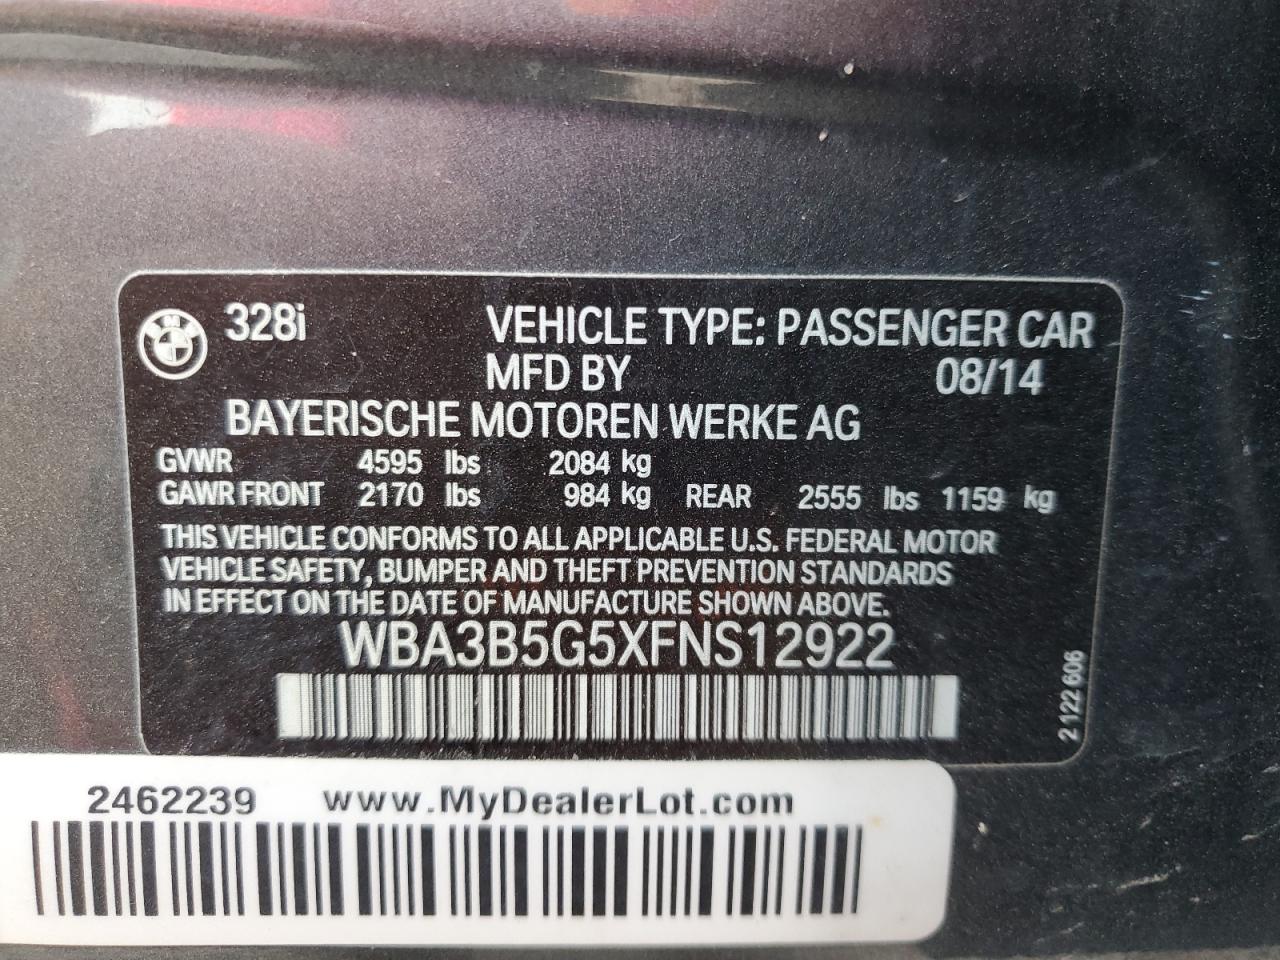 328i VEHICLE TYPE: PASSENGER CAR
MFD BY 08/14
BAYERISCHE MOTOREN WERKE AG
GVWR 4595 lbs 2084 kg
GAWR FRONT 2170 lbs 984 kg REAR 2555 lbs 1159 kg
THIS VEHICLE CONFORMS TO ALL APPLICABLE U.S. FEDERAL MOTOR
VEHICLE SAFETY, BUMPER AND THEFT PREVENTION STANDARDS
IN EFFECT ON THE DATE OF MANUFACTURE SHOWN ABOVE.
WBA3B5G5XFNS12922
2 122 606
2462239 www.MyDealerLot.com